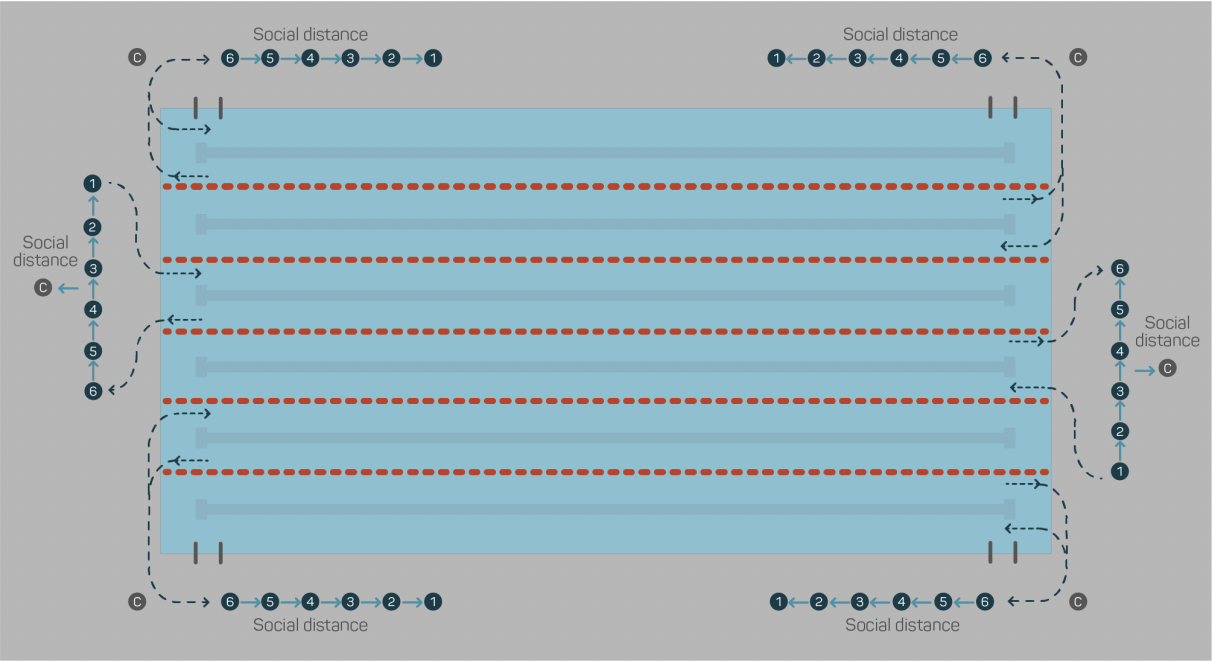 Social distance
Social distance
C
6 5 4 3 2 1
1 2 3 4 5 6
C
1
2
Social
distance
3
C
4
5
6
6
5
Social
distance
4
C
3
2
1
C
6 5 4 3 2 1
1 2 3 4 5 6
C
Social distance
Social distance